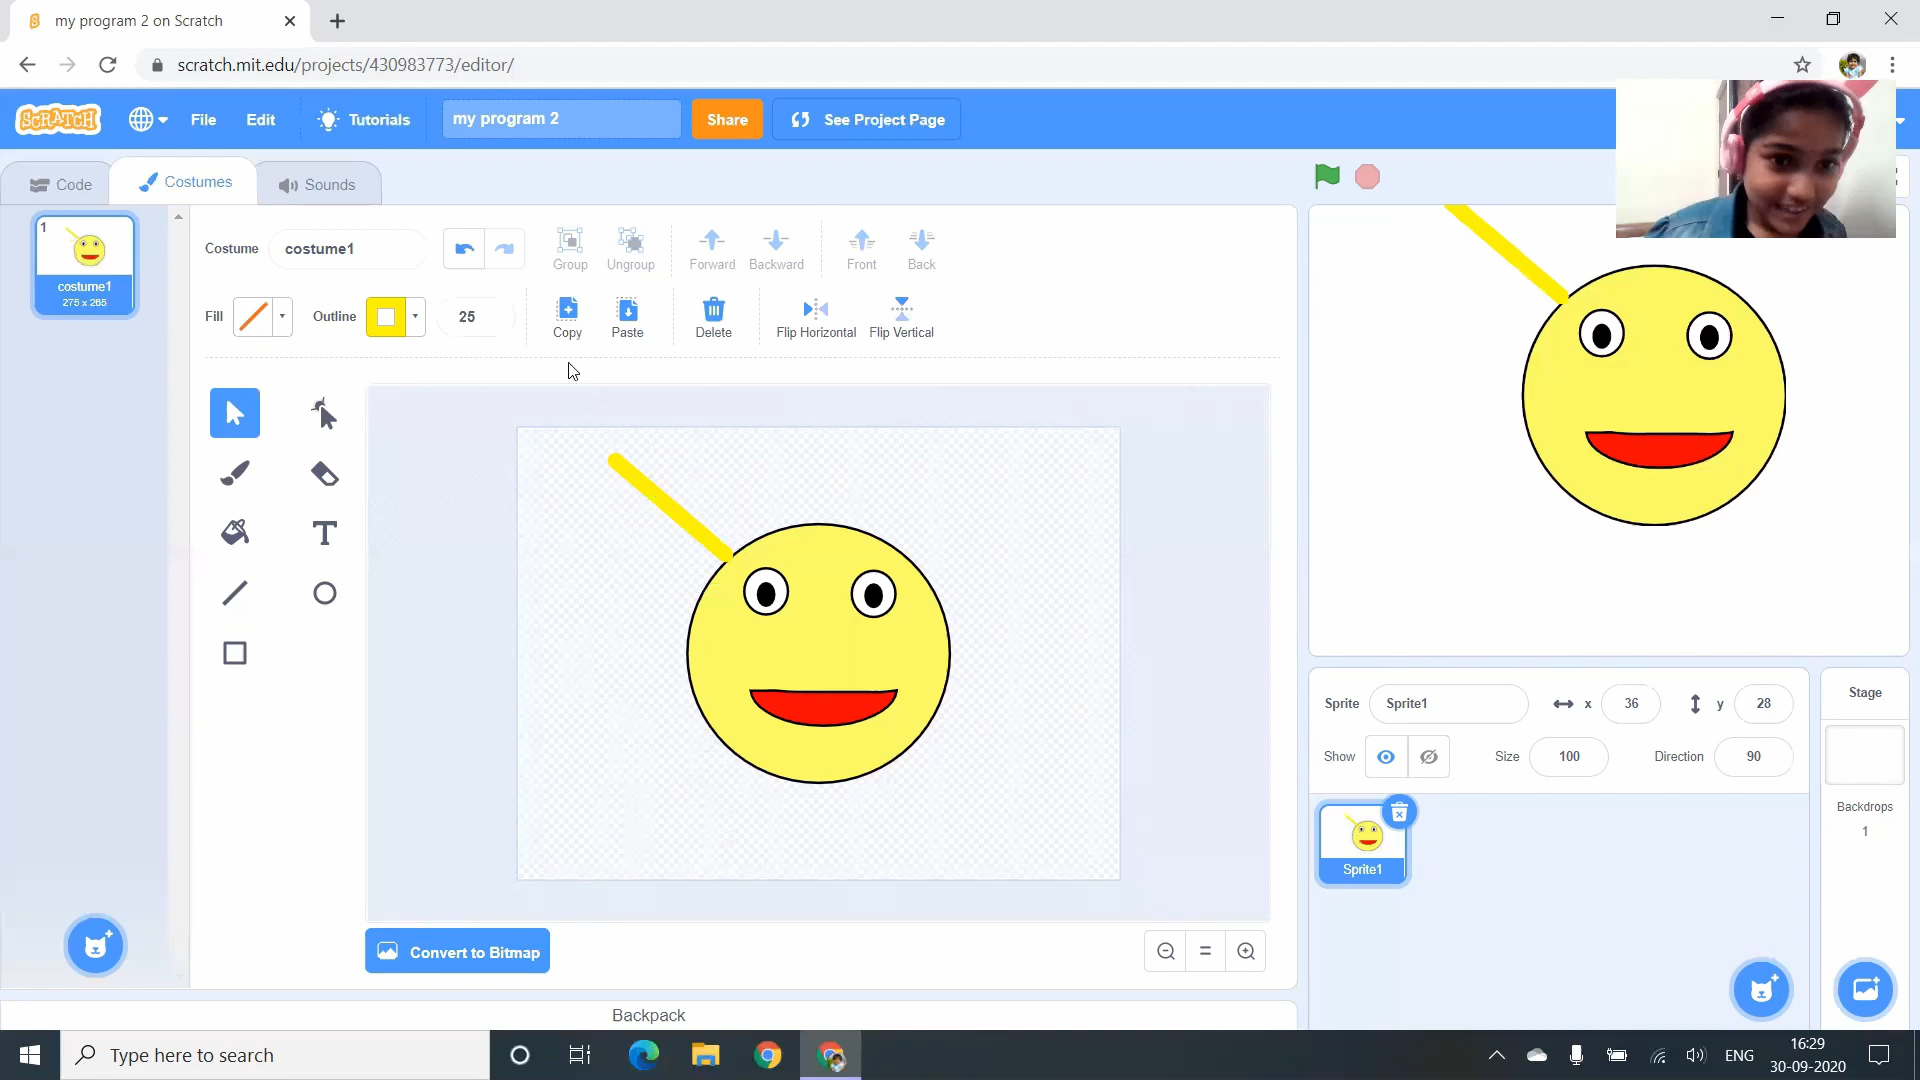 my program 2 on Scratch
scratch.mit.edu/projects/430983773/editor/
SCRATCH
File
Edit
Tutorials
my program 2
Share
See Project Page
Code
Costumes
Sounds
1
costume1
275 x 265
Costume
costume1
Group
Ungroup
Forward
Backward
Front
Back
Fill
Outline
25
Copy
Paste
Delete
Flip Horizontal
Flip Vertical
T
Convert to Bitmap
Backpack
Sprite
Sprite1
x
36
y
28
Show
Size
100
Direction
90
Sprite1
Stage
Backdrops
1
Type here to search
ENG
16:29
30-09-2020